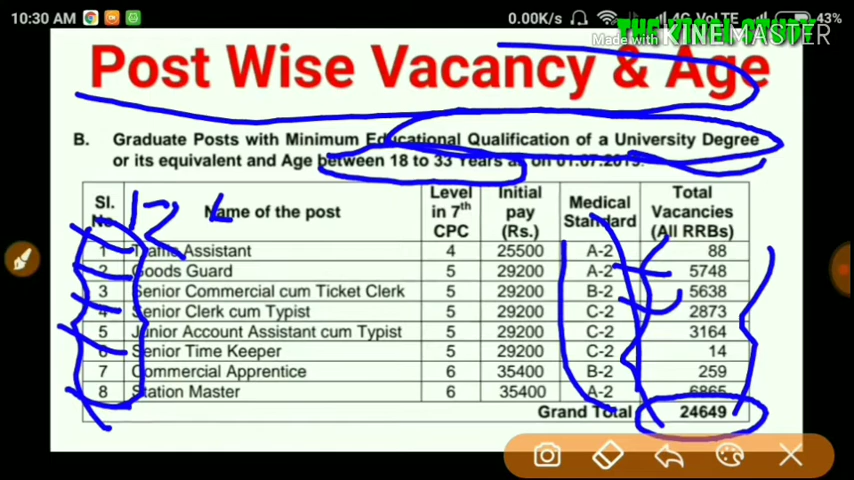 10:30 AM 0.00K/s 4G VoLTE 43%
THE
Made with KINEMASTER
Post Wise Vacancy & Age
B. Graduate Posts with Minimum Educational Qualification of a University Degree
or its equivalent and Age between 18 to 33 Years as on 01.07.2019.
Sl. No. Name of the post Level in 7th CPC Initial pay (Rs.) Medical Standard Total Vacancies (All RRBs)
1 Traffic Assistant 4 25500 A-2 88
2 Goods Guard 5 29200 A-2 5748
3 Senior Commercial cum Ticket Clerk 5 29200 B-2 5638
4 Senior Clerk cum Typist 5 29200 C-2 2873
5 Junior Account Assistant cum Typist 5 29200 C-2 3164
6 Senior Time Keeper 5 29200 C-2 14
7 Commercial Apprentice 6 35400 B-2 259
8 Station Master 6 35400 A-2 6865
Grand Total 24649